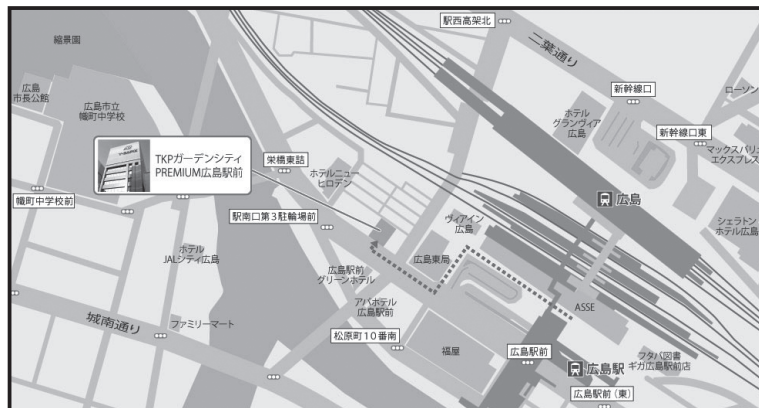 駅西高架北
二葉通り
縮景園
新幹線口
ローソン
広島
市長公館
広島市立
幟町中学校
ホテル
グランヴィア
広島
新幹線口東
TKPガーデンシティ
PREMIUM広島駅前
栄橋東詰
ホテルニュー
ヒロデン
マックスバリュ
エクスプレス
幟町中学校前
広島
駅南口第3駐輪場前
ヴィアイン
広島
シェラトン
ホテル広島
ホテル
JALシティ広島
広島駅前
グリーンホテル
広島東局
アパホテル
広島駅前
ASSE
城南通り
ファミリーマート
松原町10番南
福屋
広島駅前
広島駅
フタバ図書
ギガ広島駅前店
広島駅前(東)